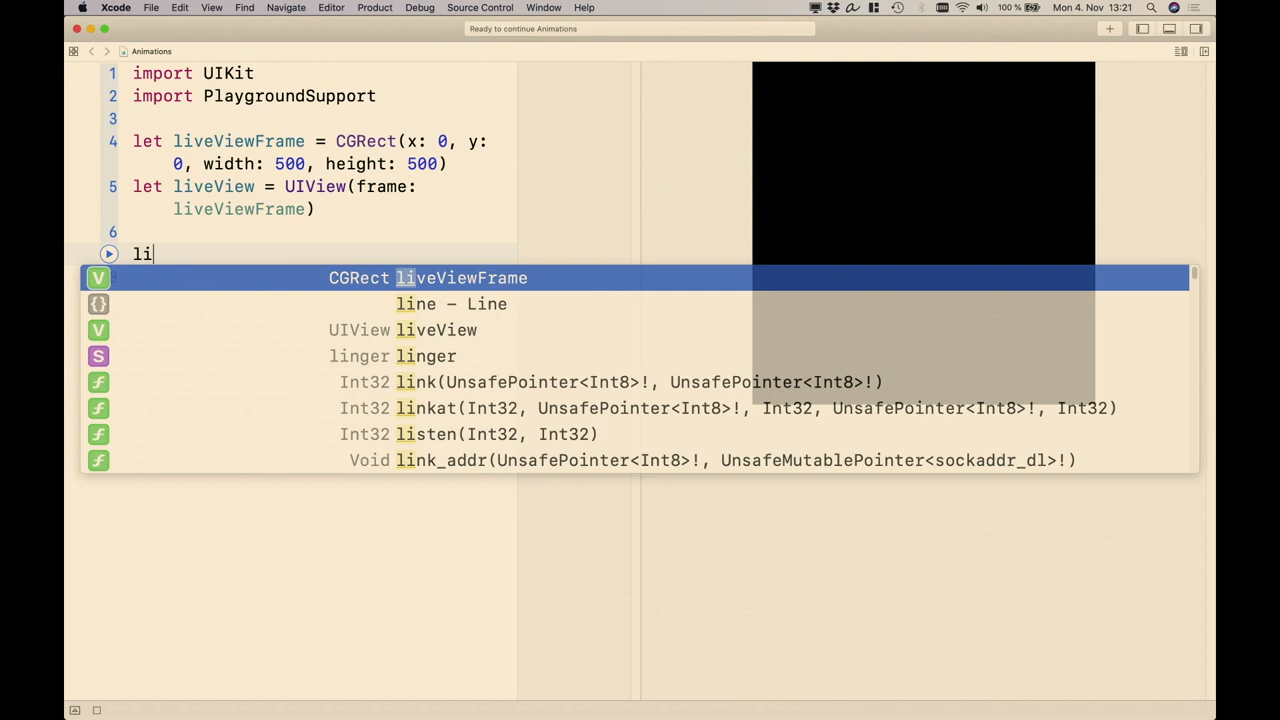 Xcode File Edit View Find Navigate Editor Product Debug Source Control Window Help 100 % Mon 4. Nov 13:21
Ready to continue Animations
Animations
1 import UIKit
2 import PlaygroundSupport
3
4 let liveViewFrame = CGRect(x: 0, y:
0, width: 500, height: 500)
5 let liveView = UIView(frame:
liveViewFrame)
6
li
V CGRect liveViewFrame
{} line – Line
V UIView liveView
S linger linger
f Int32 link(UnsafePointer<Int8>!, UnsafePointer<Int8>!)
f Int32 linkat(Int32, UnsafePointer<Int8>!, Int32, UnsafePointer<Int8>!, Int32)
f Int32 listen(Int32, Int32)
f Void link_addr(UnsafePointer<Int8>!, UnsafeMutablePointer<sockaddr_dl>!)